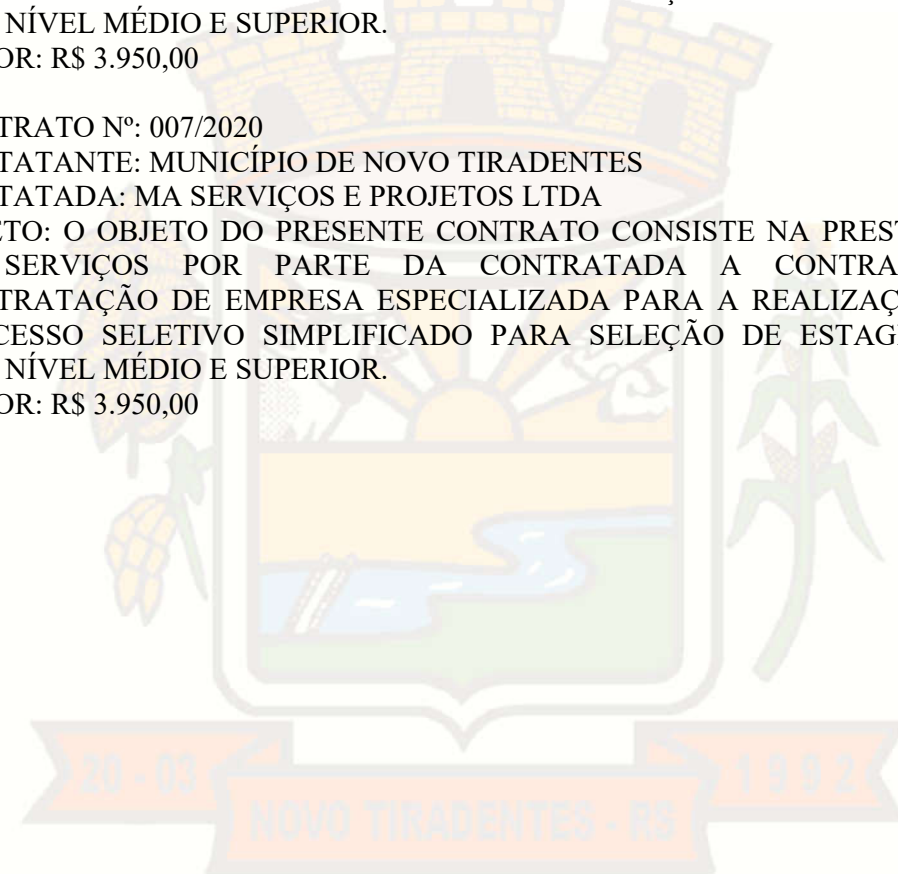 NÍVEL MÉDIO E SUPERIOR.
OR: R$ 3.950,00
TRATO Nº: 007/2020
TATANTE: MUNICÍPIO DE NOVO TIRADENTES
TATADA: MA SERVIÇOS E PROJETOS LTDA
ETO: O OBJETO DO PRESENTE CONTRATO CONSISTE NA PREST
SERVIÇOS POR PARTE DA CONTRATADA A CONTRA
TRATAÇÃO DE EMPRESA ESPECIALIZADA PARA A REALIZAÇ
CESSO SELETIVO SIMPLIFICADO PARA SELEÇÃO DE ESTAGI
NÍVEL MÉDIO E SUPERIOR.
OR: R$ 3.950,00
20 - 03 1992
NOVO TIRADENTES - RS